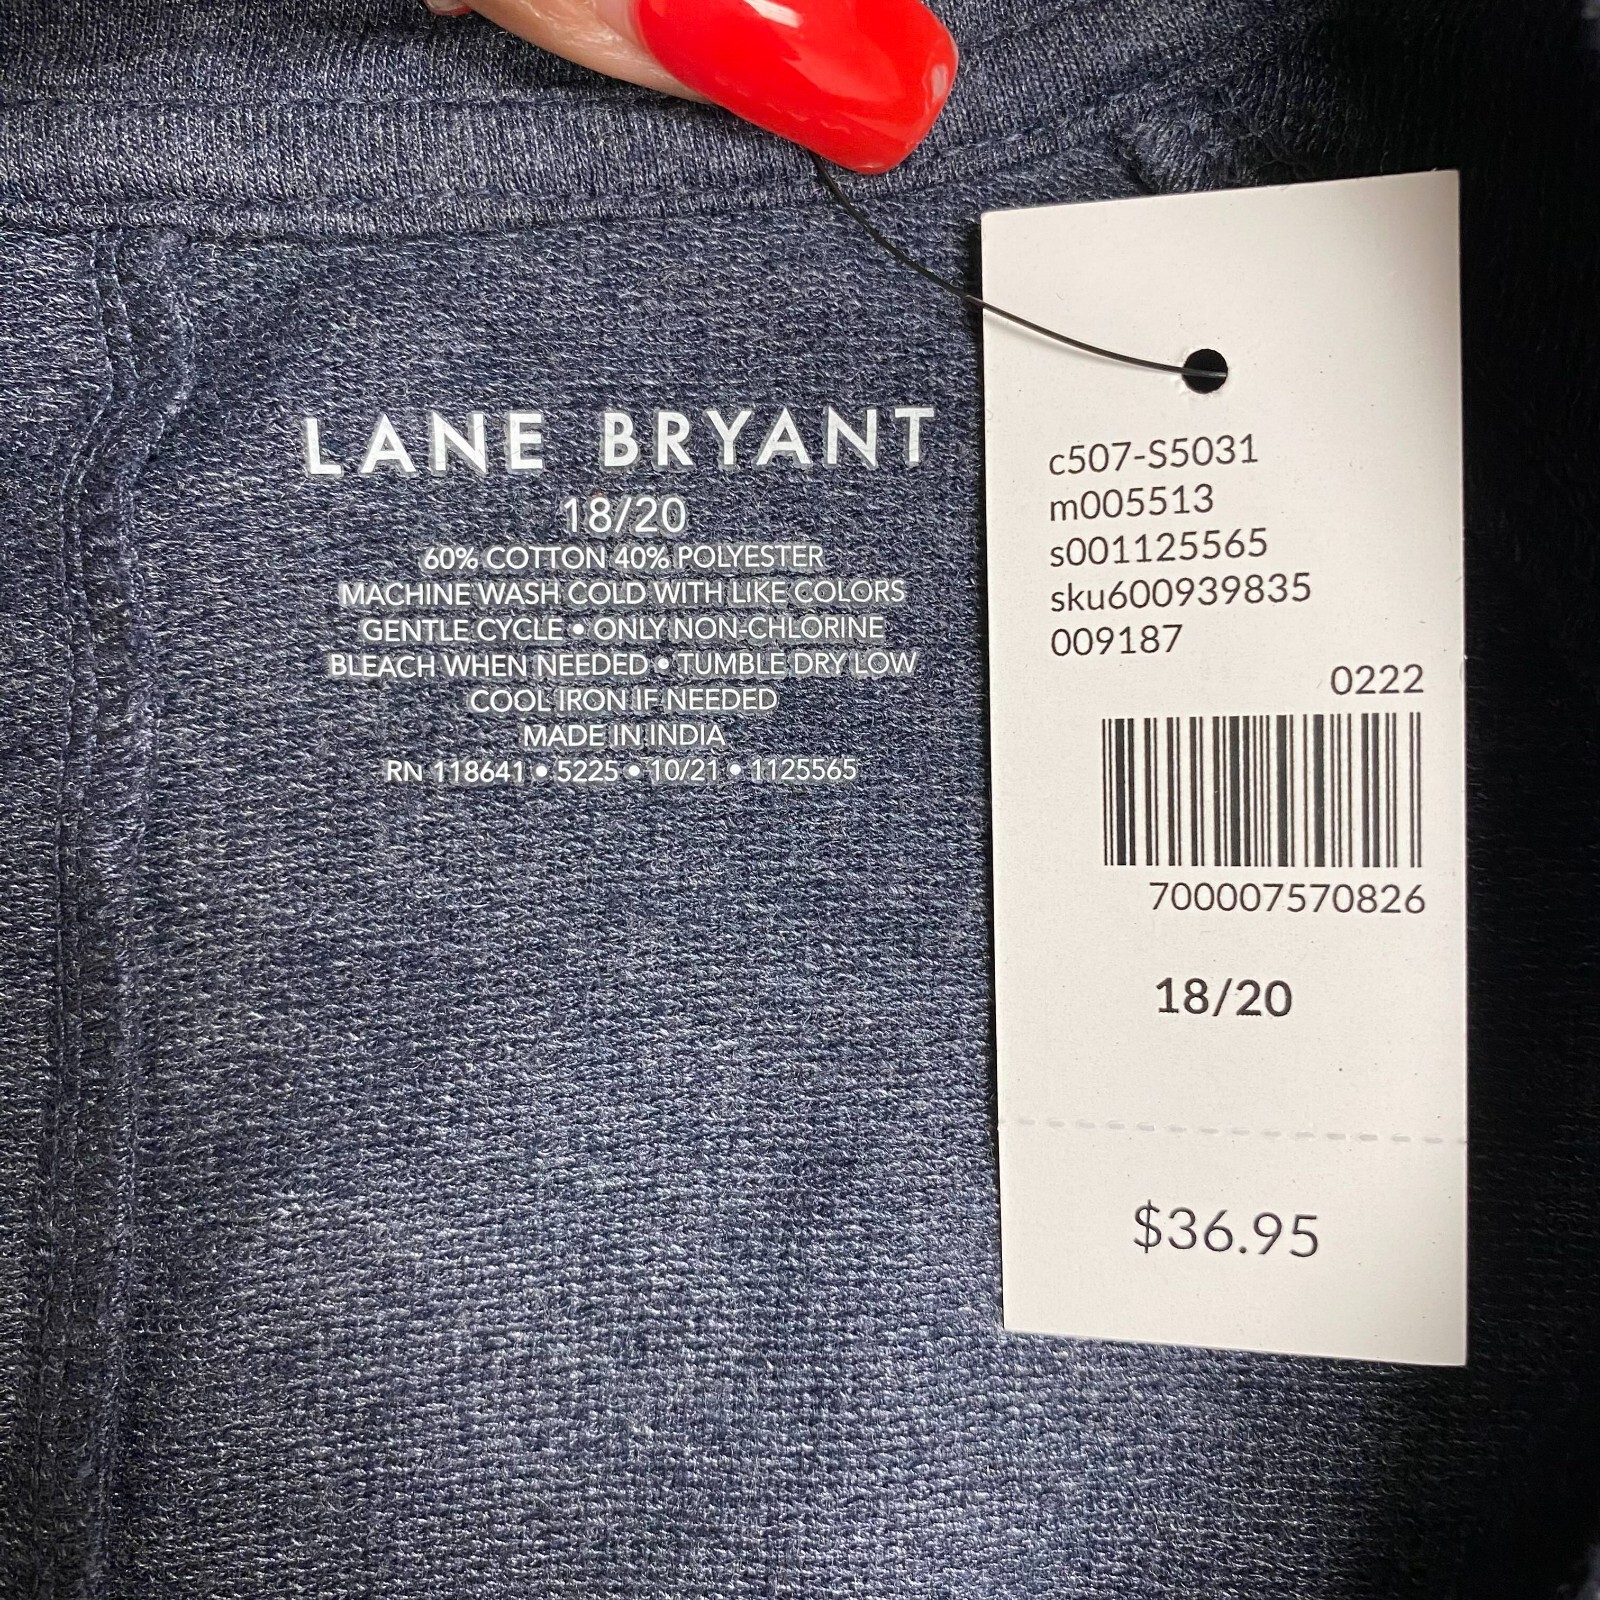 LANE BRYANT
18/20
60% COTTON 40% POLYESTER
MACHINE WASH COLD WITH LIKE COLORS
GENTLE CYCLE • ONLY NON-CHLORINE
BLEACH WHEN NEEDED • TUMBLE DRY LOW
COOL IRON IF NEEDED
MADE IN INDIA
RN 118641 • 5225 • 10/21 • 1125565
c507-S5031
m005513
s001125565
sku600939835
009187
0222
700007570826
18/20
$36.95